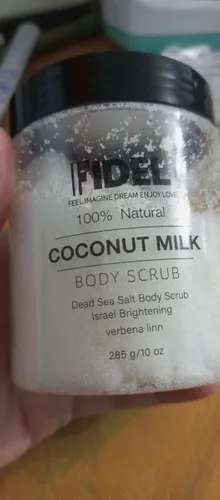 FIDEL
FEEL.IMAGINE DREAM ENJOY LOVE
100% Natural
COCONUT MILK
BODY SCRUB
Dead Sea Salt Body Scrub
Israel Brightening
verbena linn
285 g/10 oz